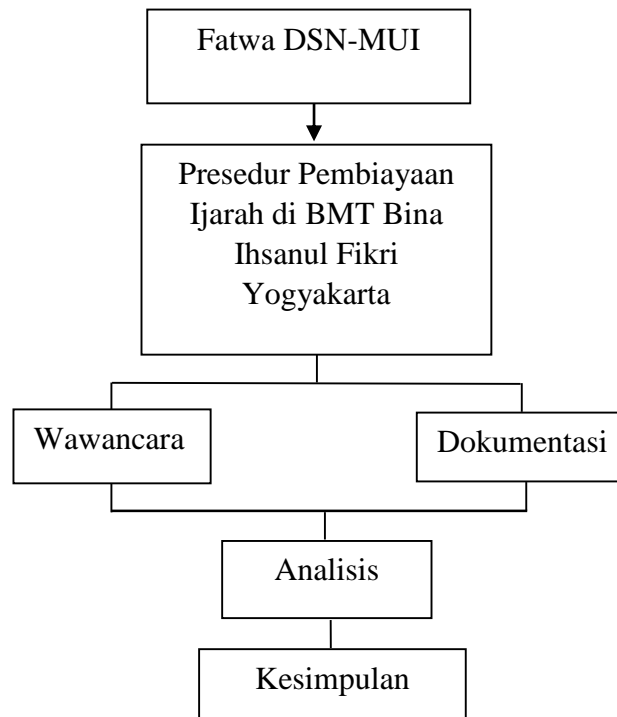 Fatwa DSN-MUI
Presedur Pembiayaan
Ijarah di BMT Bina
Ihsanul Fikri
Yogyakarta
Wawancara
Dokumentasi
Analisis
Kesimpulan